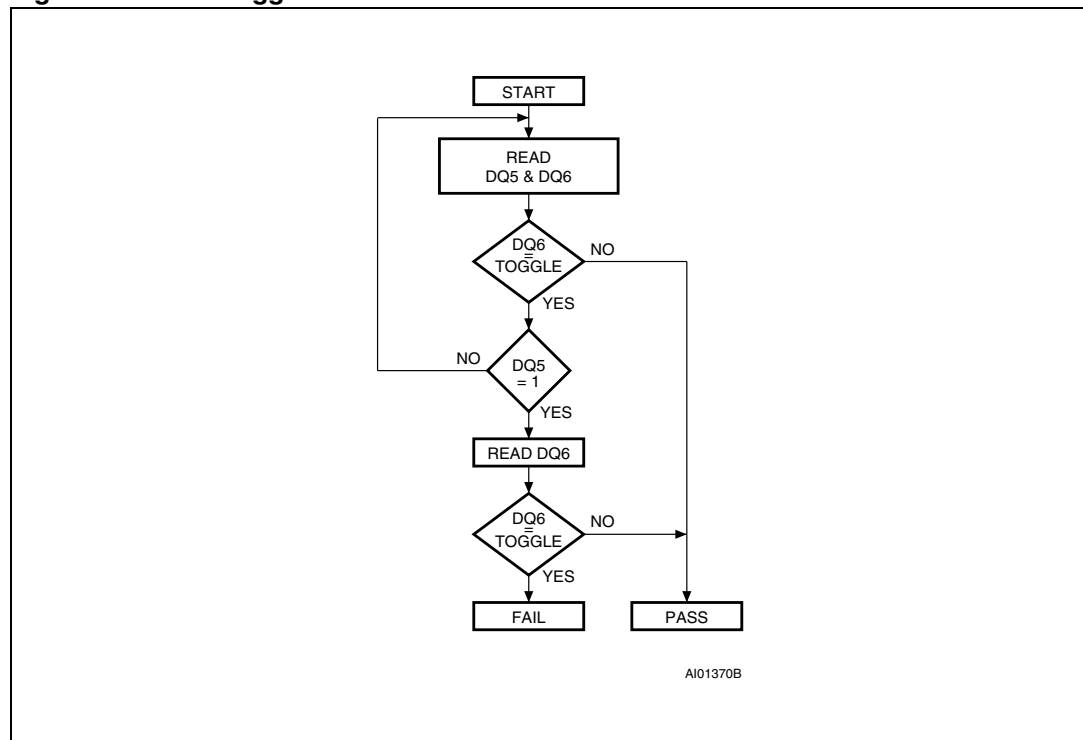 START
READ
DQ5 & DQ6
DQ6
=
TOGGLE
NO
YES
NO
DQ5
= 1
YES
READ DQ6
DQ6
=
TOGGLE
NO
YES
FAIL
PASS
AI01370B